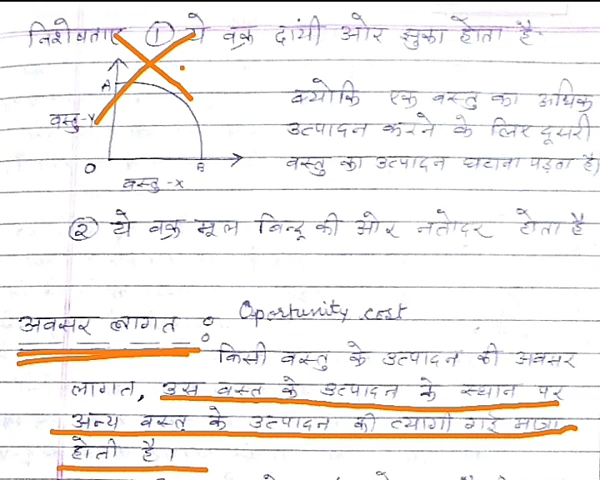 विशेषताए ① ये वक्र दांयी ओर झुका होता है
A
वस्तु-Y
O
वस्तु-X
B
क्योकि एक वस्तु का अधिक
उत्पादन करने के लिए दूसरी
वस्तु का उत्पादन घटाना पड़ता है।
② ये वक्र मूल बिन्दू की ओर नतोदर होता है
अवसर लागत : Oportunity cost
किसी वस्तु के उत्पादन की अवसर
लागत, उस वस्तु के उत्पादन के स्थान पर
अन्य वस्तु के उत्पादन की त्यागी गई मात्रा
होती है।